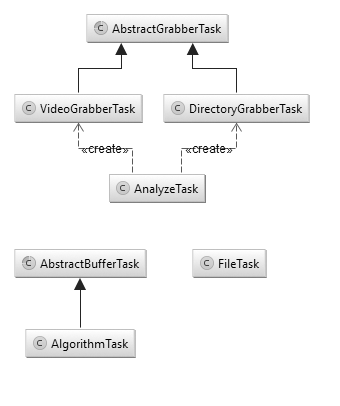 C AbstractGrabberTask
C VideoGrabberTask
C DirectoryGrabberTask
«create»
«create»
C AnalyzeTask
C AbstractBufferTask
C FileTask
C AlgorithmTask